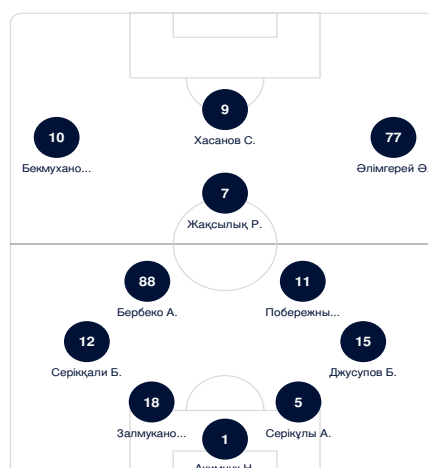 9
Хасанов С.
10
Бекмухано...
77
Әлімгерей Ә.
7
Жақсылық Р.
88
Бербеко А.
11
Побережны...
12
Серікқали Б.
15
Джусупов Б.
18
Залмукано...
5
Серікұлы А.
1